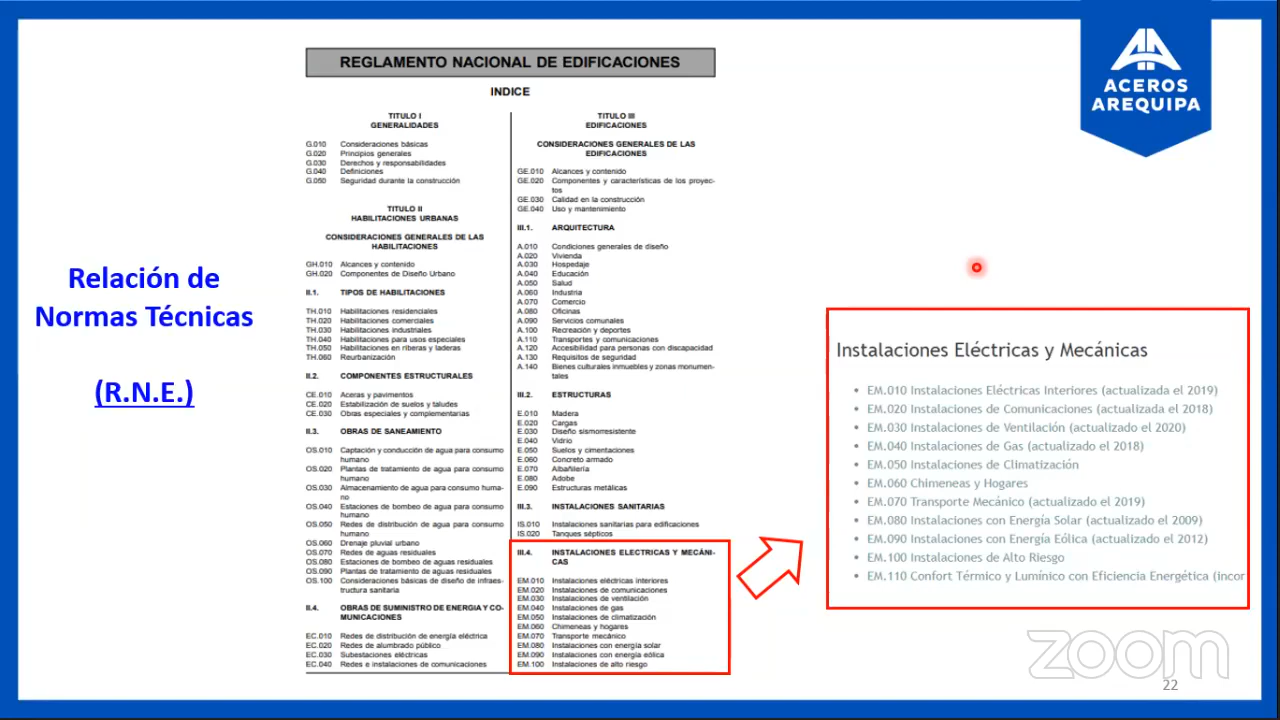 ACEROS
AREQUIPA
Relación de
Normas Técnicas
(R.N.E.)
REGLAMENTO NACIONAL DE EDIFICACIONES
INDICE
TITULO I
GENERALIDADES
G.010 Consideraciones básicas
G.020 Principios generales
G.030 Derechos y responsabilidades
G.040 Definiciones
G.050 Seguridad durante la construcción
TITULO II
HABILITACIONES URBANAS
CONSIDERACIONES GENERALES DE LAS
HABILITACIONES
GH.010 Alcances y contenido
GH.020 Componentes de Diseño Urbano
II.1. TIPOS DE HABILITACIONES
TH.010 Habilitaciones residenciales
TH.020 Habilitaciones comerciales
TH.030 Habilitaciones industriales
TH.040 Habilitaciones para usos especiales
TH.050 Habilitaciones en riberas y laderas
TH.060 Reurbanización
II.2. COMPONENTES ESTRUCTURALES
CE.010 Aceras y pavimentos
CE.020 Estabilización de suelos y taludes
CE.030 Obras especiales y complementarias
II.3. OBRAS DE SANEAMIENTO
OS.010 Captación y conducción de agua para consumo
humano
OS.020 Plantas de tratamiento de agua para consumo
humano
OS.030 Almacenamiento de agua para consumo huma-
no
OS.040 Estaciones de bombeo de agua para consumo
humano
OS.050 Redes de distribución de agua para consumo
humano
OS.060 Drenaje pluvial urbano
OS.070 Redes de aguas residuales
OS.080 Estaciones de bombeo de aguas residuales
OS.090 Plantas de tratamiento de aguas residuales
OS.100 Consideraciones básicas de diseño de infraes-
tructura sanitaria
II.4. OBRAS DE SUMINISTRO DE ENERGIA Y CO-
MUNICACIONES
EC.010 Redes de distribución de energía eléctrica
EC.020 Redes de alumbrado público
EC.030 Subestaciones eléctricas
EC.040 Redes e instalaciones de comunicaciones
TITULO III
EDIFICACIONES
CONSIDERACIONES GENERALES DE LAS
EDIFICACIONES
GE.010 Alcances y contenido
GE.020 Componentes y características de los proyec-
tos
GE.030 Calidad en la construcción
GE.040 Uso y mantenimiento
III.1. ARQUITECTURA
A.010 Condiciones generales de diseño
A.020 Vivienda
A.030 Hospedaje
A.040 Educación
A.050 Salud
A.060 Industria
A.070 Comercio
A.080 Oficinas
A.090 Servicios comunales
A.100 Recreación y deportes
A.110 Transportes y comunicaciones
A.120 Accesibilidad para personas con discapacidad
A.130 Requisitos de seguridad
A.140 Bienes culturales inmuebles y zonas monumen-
tales
III.2. ESTRUCTURAS
E.010 Madera
E.020 Cargas
E.030 Diseño sismorresistente
E.040 Vidrio
E.050 Suelos y cimentaciones
E.060 Concreto armado
E.070 Albañilería
E.080 Adobe
E.090 Estructuras metálicas
III.3. INSTALACIONES SANITARIAS
IS.010 Instalaciones sanitarias para edificaciones
IS.020 Tanques sépticos
III.4. INSTALACIONES ELECTRICAS Y MECÁNI-
CAS
EM.010 Instalaciones eléctricas interiores
EM.020 Instalaciones de comunicaciones
EM.030 Instalaciones de ventilación
EM.040 Instalaciones de gas
EM.050 Instalaciones de climatización
EM.060 Chimeneas y hogares
EM.070 Transporte mecánico
EM.080 Instalaciones con energía solar
EM.090 Instalaciones con energía eólica
EM.100 Instalaciones de alto riesgo
Instalaciones Eléctricas y Mecánicas
• EM.010 Instalaciones Eléctricas Interiores (actualizada el 2019)
• EM.020 Instalaciones de Comunicaciones (actualizada el 2018)
• EM.030 Instalaciones de Ventilación (actualizado el 2020)
• EM.040 Instalaciones de Gas (actualizado el 2018)
• EM.050 Instalaciones de Climatización
• EM.060 Chimeneas y Hogares
• EM.070 Transporte Mecánico (actualizado el 2019)
• EM.080 Instalaciones con Energía Solar (actualizado el 2009)
• EM.090 Instalaciones con Energía Eólica (actualizado el 2012)
• EM.100 Instalaciones de Alto Riesgo
• EM.110 Confort Térmico y Lumínico con Eficiencia Energética (incor
zoom
22